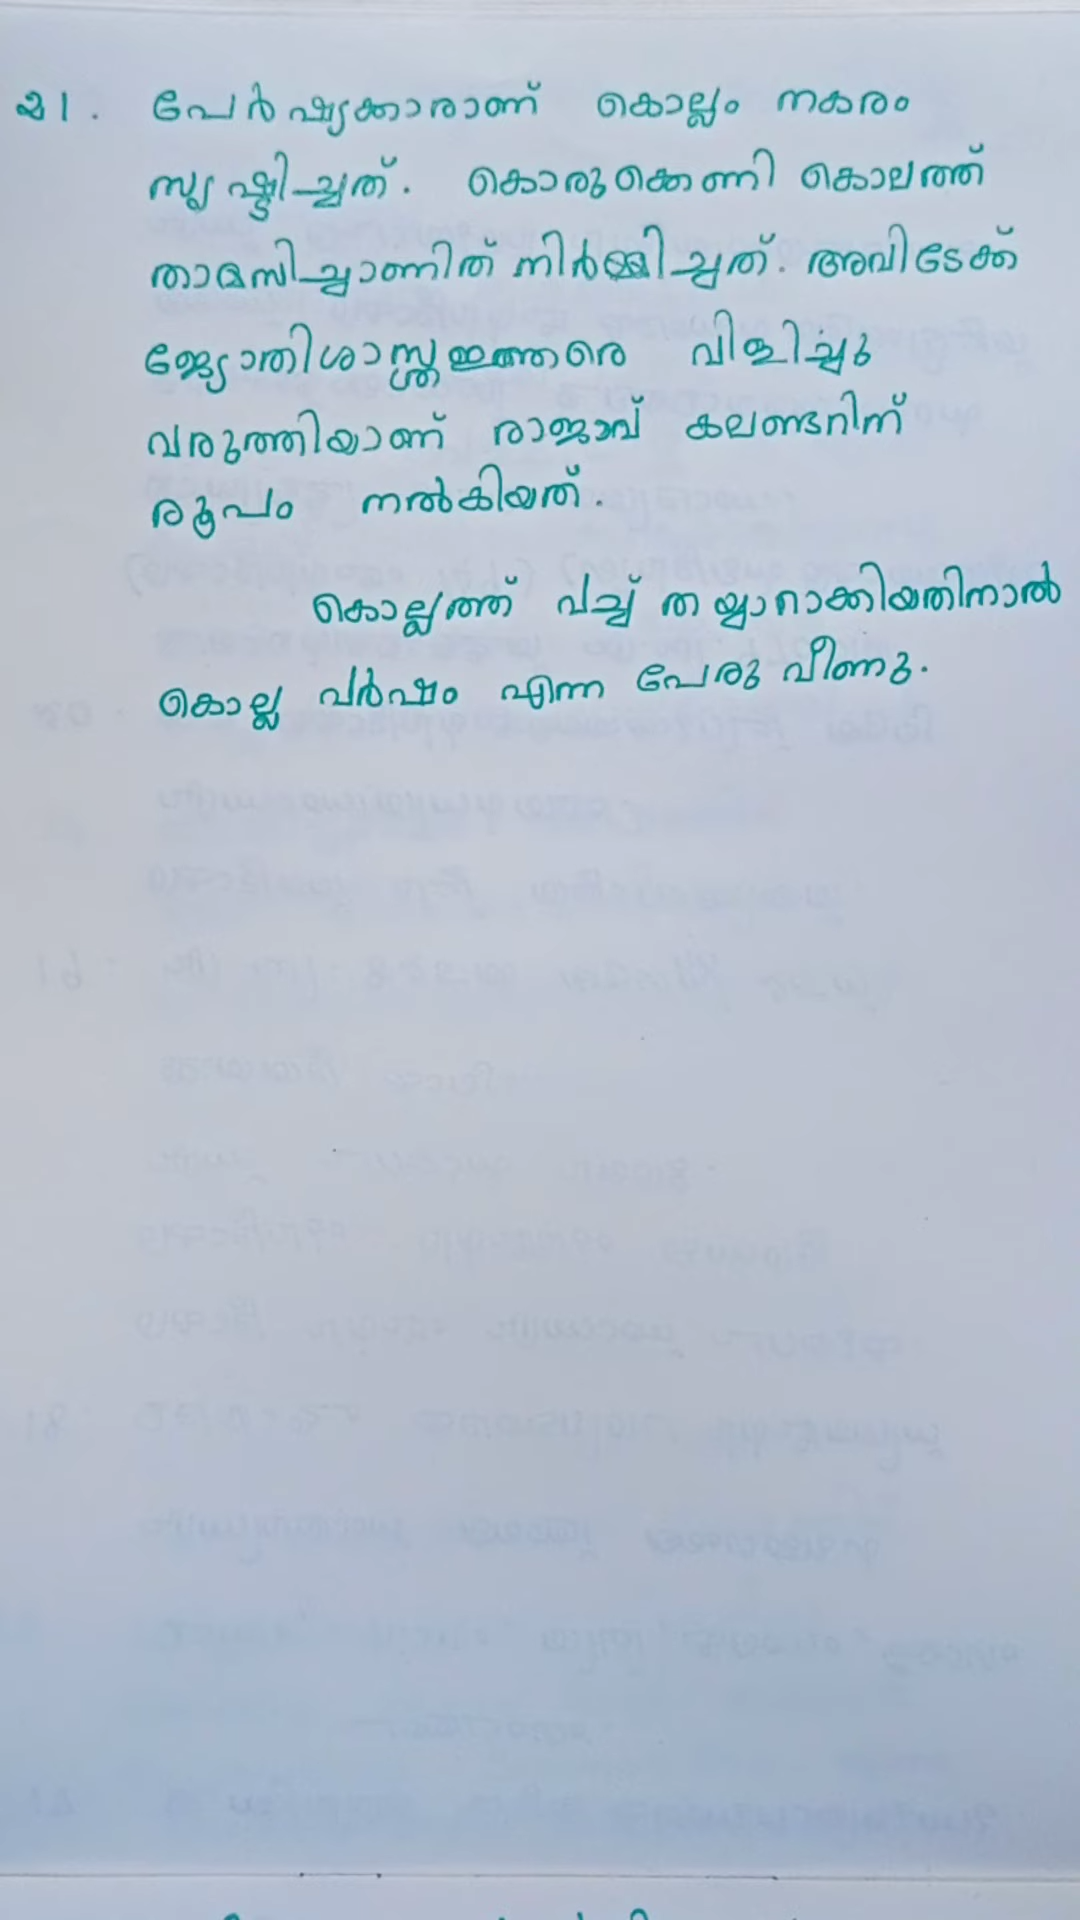 21. പേർഷ്യക്കാരാണ് കൊല്ലം നകരം
സൃഷ്ടിച്ചത്. കൊരുക്കെണി കൊലത്ത്
താമസിച്ചാണിത് നിർമ്മിച്ചത്. അവിടേക്ക്
ജ്യോതിശാസ്ത്രജ്ഞരെ വിളിച്ചു
വരുത്തിയാണ് രാജാവ് കലണ്ടറിന്
രൂപം നൽകിയത്.
കൊല്ലത്ത് വച്ച് തയ്യാറാക്കിയതിനാൽ
കൊല്ല വർഷം എന്ന പേരു വീണു.